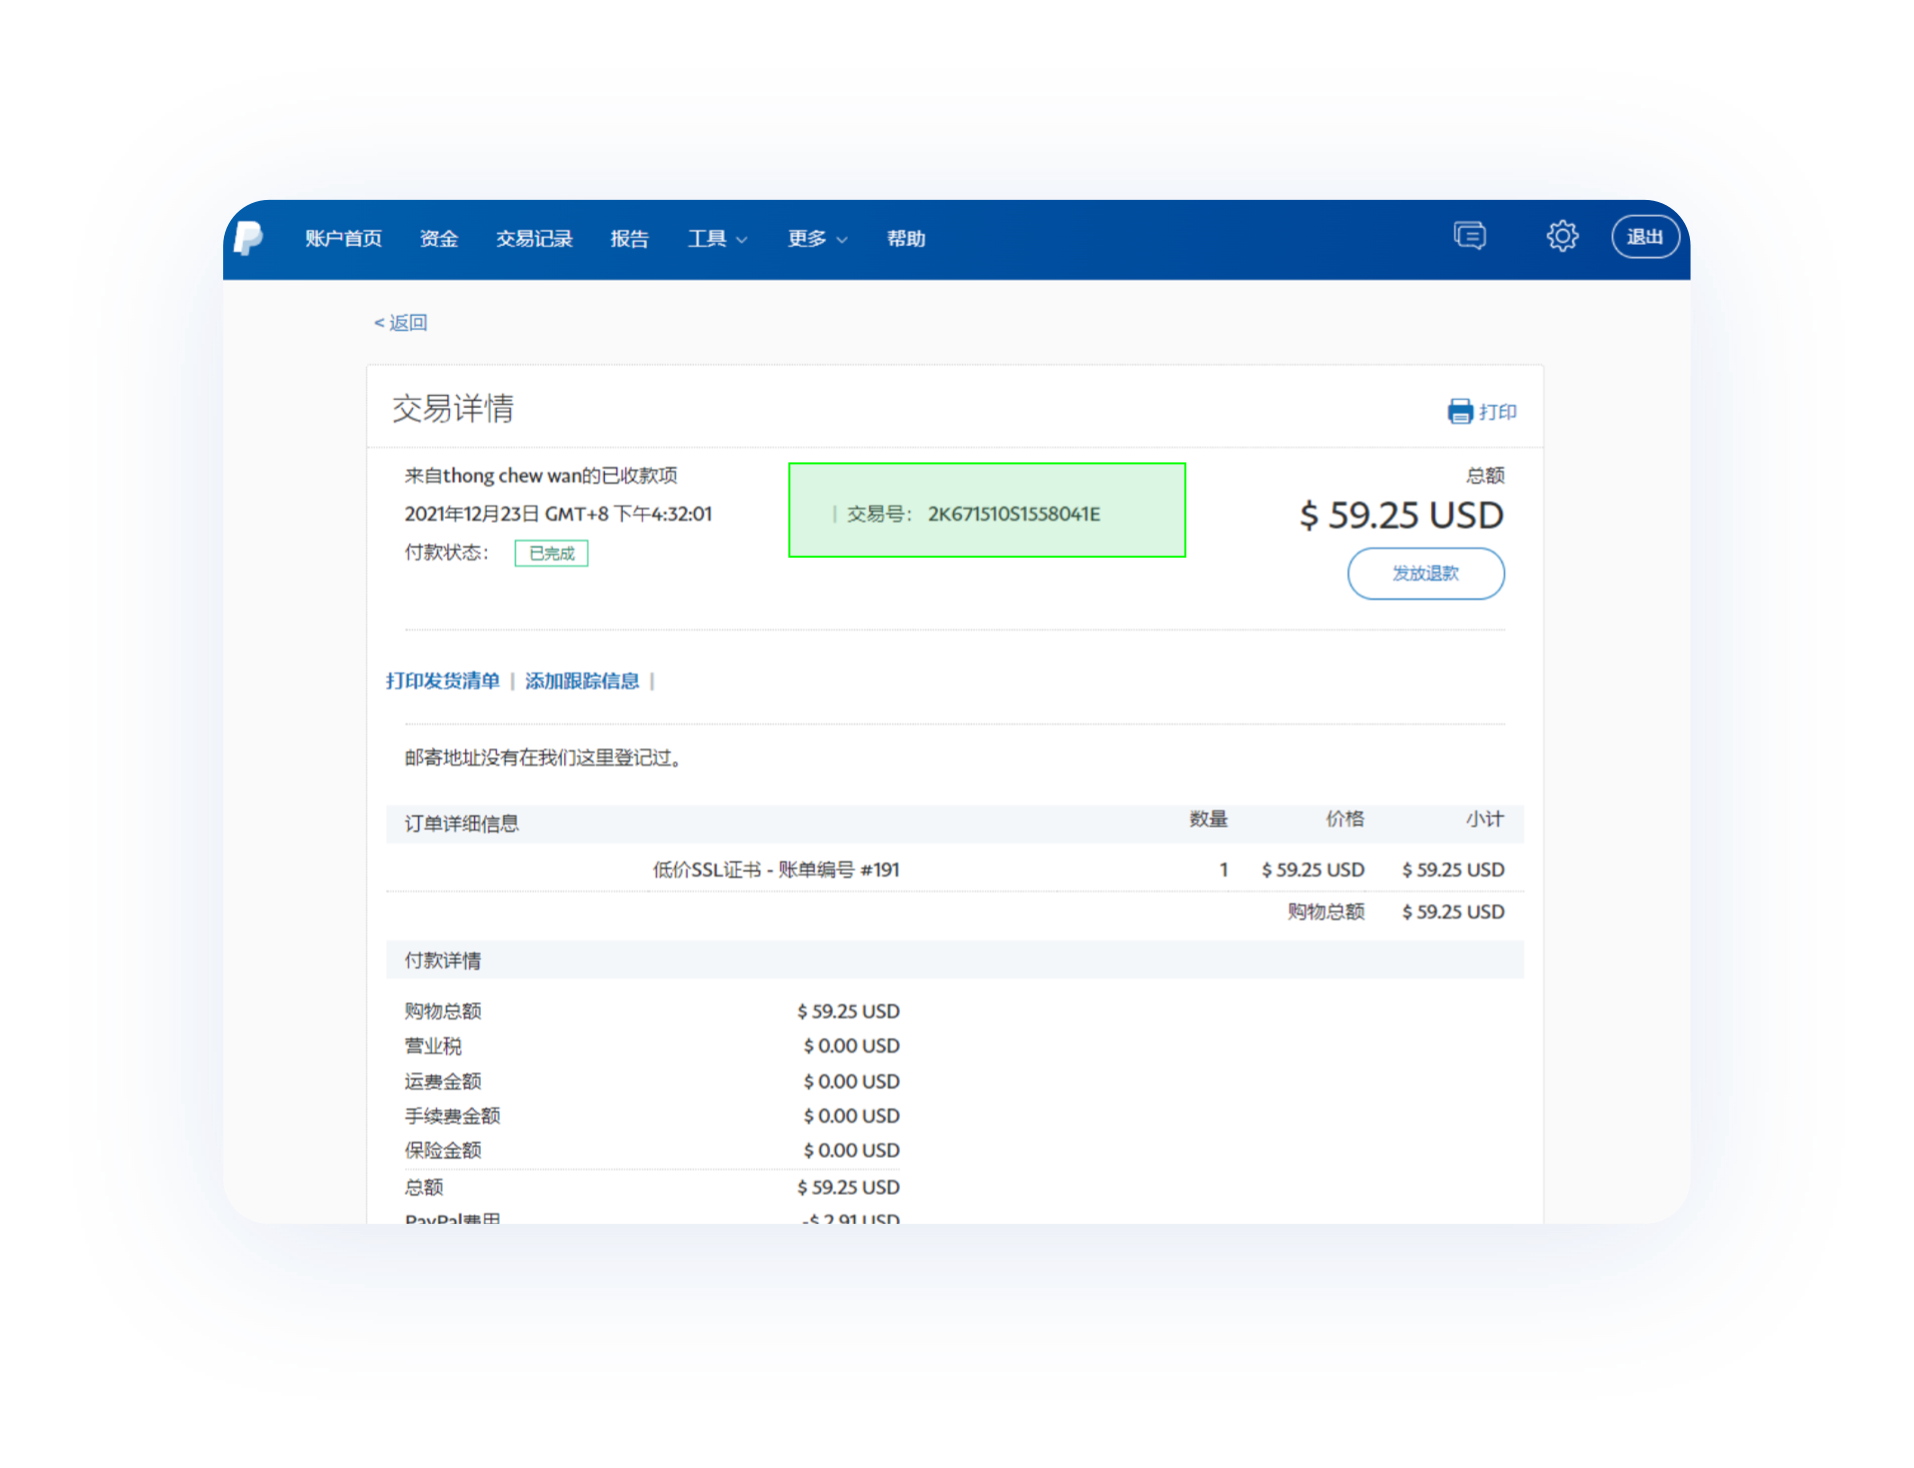 账户首页 资金 交易记录 报告 工具 更多 帮助 退出
< 返回
交易详情 打印
来自thong chew wan的已收款项 总额
2021年12月23日 GMT+8 下午4:32:01 | 交易号： 2K671510S1558041E $ 59.25 USD
付款状态： 已完成
发放退款
打印发货清单 | 添加跟踪信息 |
邮寄地址没有在我们这里登记过。
订单详细信息 数量 价格 小计
低价SSL证书 - 账单编号 #191 1 $ 59.25 USD $ 59.25 USD
购物总额 $ 59.25 USD
付款详情
购物总额 $ 59.25 USD
营业税 $ 0.00 USD
运费金额 $ 0.00 USD
手续费金额 $ 0.00 USD
保险金额 $ 0.00 USD
总额 $ 59.25 USD
PayPal费用 -$ 2.91 USD